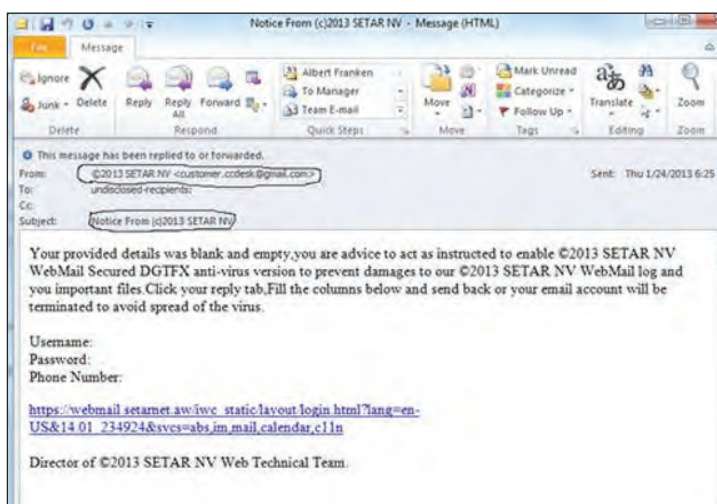 Notice From (c)2013 SETAR NV - Message (HTML)
File Message
Ignore
Junk
Delete
Reply
Reply All
Forward
Albert Franken
To Manager
Team E-mail
Move
Mark Unread
Categorize
Follow Up
Translate
Zoom
Delete Respond Quick Steps Move Tags Editing Zoom
This message has been replied to or forwarded.
From: ©2013 SETAR NV <customer.ccdesk@gmail.com> Sent: Thu 1/24/2013 6:25
To: undisclosed-recipients:
Cc:
Subject: Notice From (c)2013 SETAR NV
Your provided details was blank and empty,you are advice to act as instructed to enable ©2013 SETAR NV
WebMail Secured DGTFX anti-virus version to prevent damages to our ©2013 SETAR NV WebMail log and
you important files.Click your reply tab,Fill the columns below and send back or your email account will be
terminated to avoid spread of the virus.
Username:
Password:
Phone Number:
https://webmail.setarnet.aw/iwc_static/layout/login.html?lang=en-
US&14.01_234924&svcs=abs,im,mail,calendar,c11n
Director of ©2013 SETAR NV Web Technical Team.